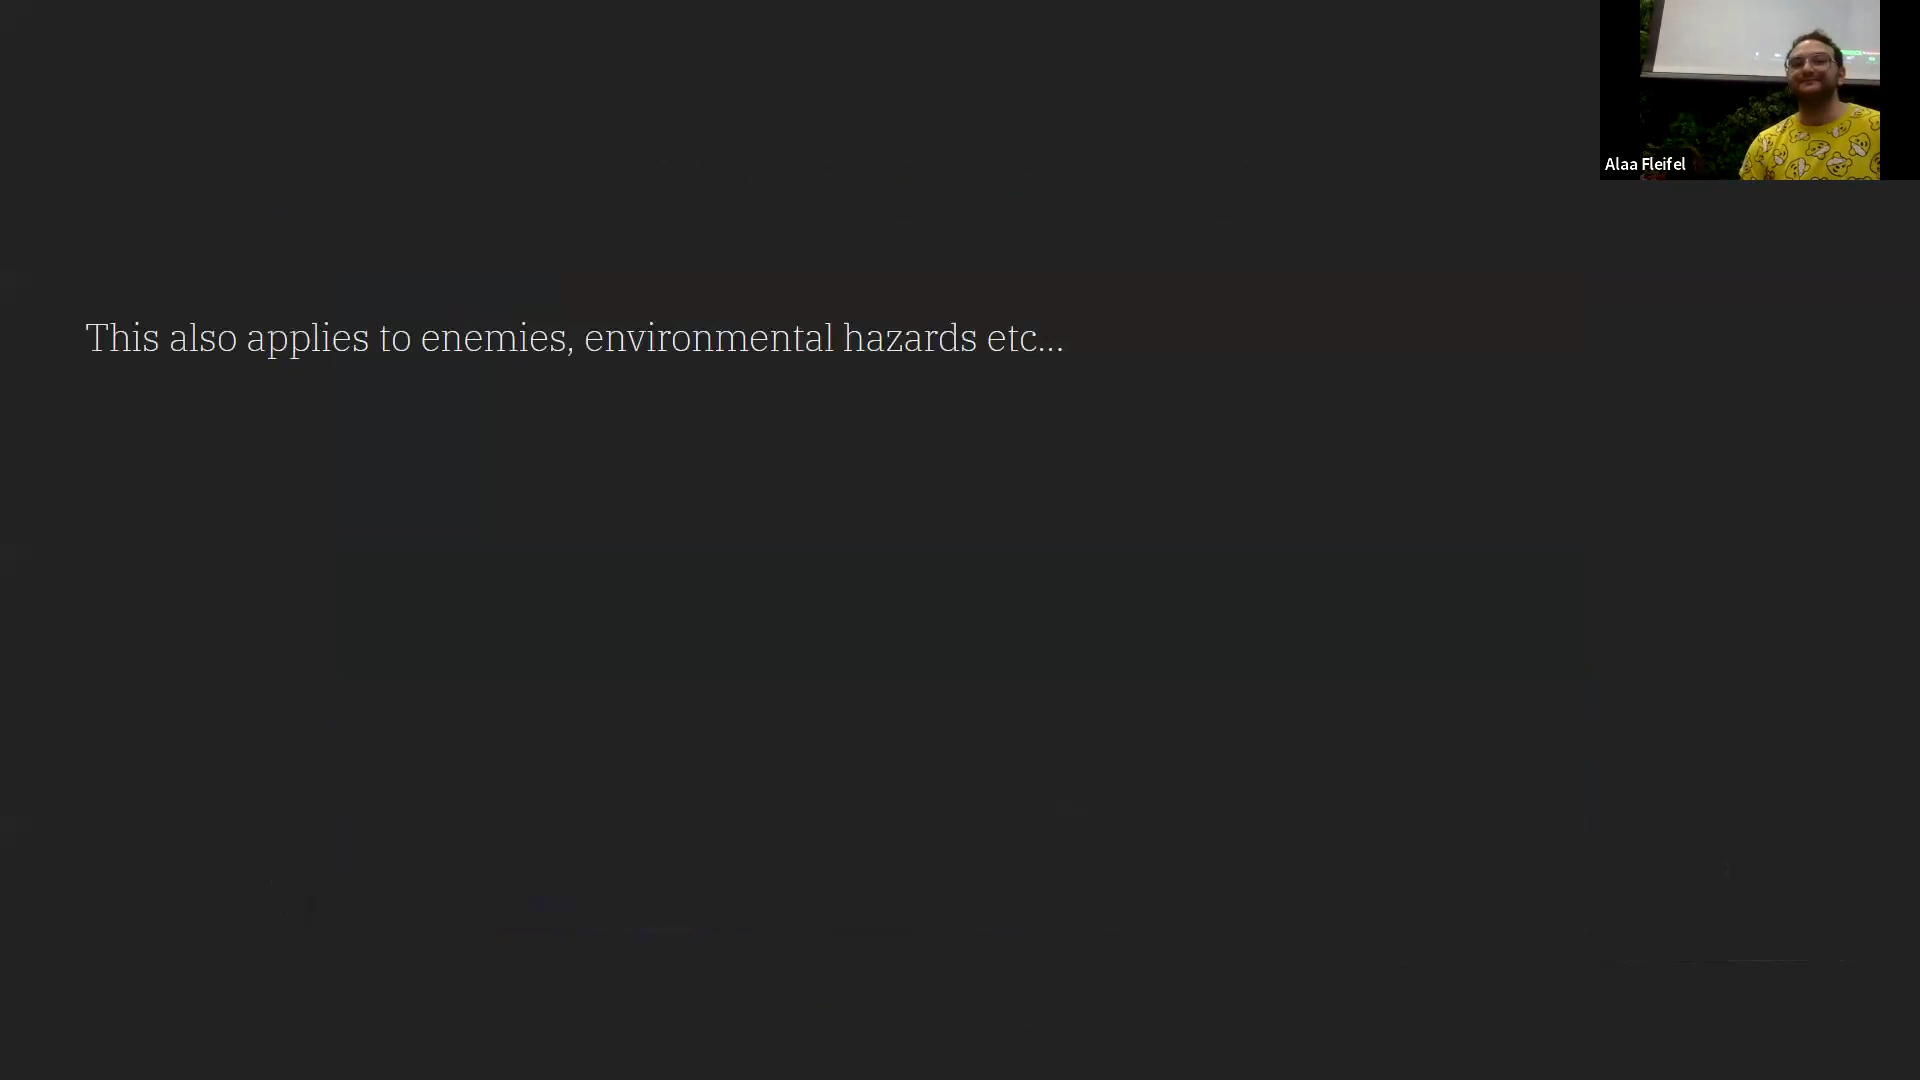 This also applies to enemies, environmental hazards etc...
Alaa Fleifel